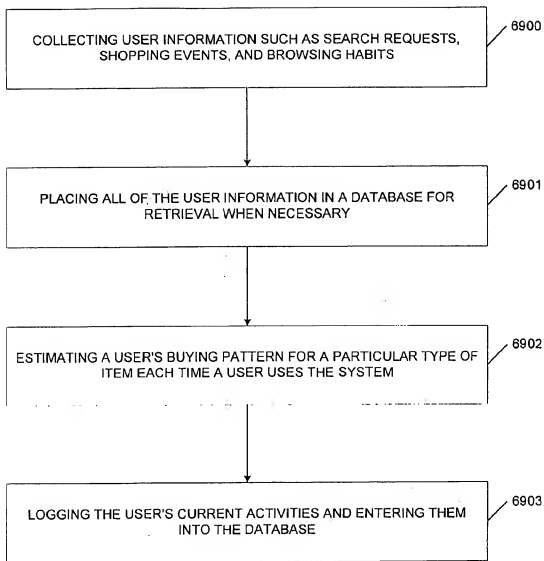 6900
COLLECTING USER INFORMATION SUCH AS SEARCH REQUESTS,
SHOPPING EVENTS, AND BROWSING HABITS
6901
PLACING ALL OF THE USER INFORMATION IN A DATABASE FOR
RETRIEVAL WHEN NECESSARY
6902
ESTIMATING A USER'S BUYING PATTERN FOR A PARTICULAR TYPE OF
ITEM EACH TIME A USER USES THE SYSTEM
6903
LOGGING THE USER'S CURRENT ACTIVITIES AND ENTERING THEM
INTO THE DATABASE